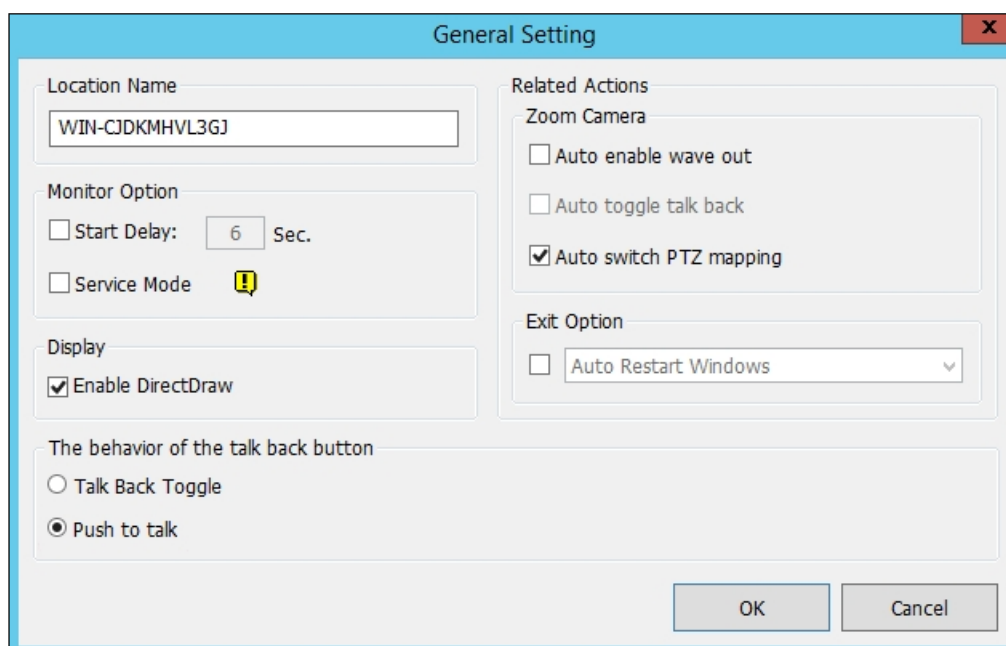 General Setting
x
Location Name
WIN-CJDKMHVL3GJ
Monitor Option
Start Delay: 6 Sec.
Service Mode !
Display
Enable DirectDraw
Related Actions
Zoom Camera
Auto enable wave out
Auto toggle talk back
Auto switch PTZ mapping
Exit Option
Auto Restart Windows
The behavior of the talk back button
Talk Back Toggle
Push to talk
OK Cancel